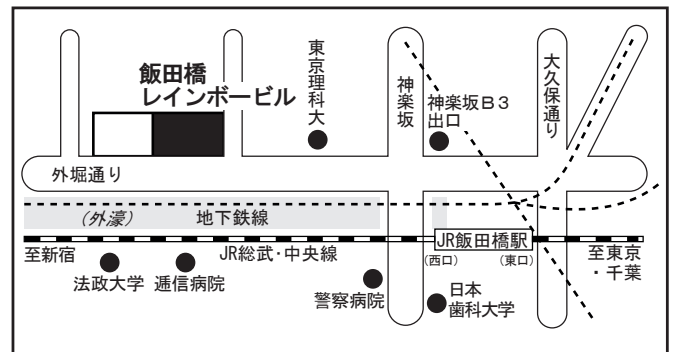 飯田橋
レインボービル
東京理科大
神楽坂
神楽坂B3
出口
大久保通り
外堀通り
(外濠)
地下鉄線
JR飯田橋駅
(西口)
(東口)
至新宿
JR総武・中央線
至東京
・千葉
法政大学
逓信病院
警察病院
日本
歯科大学